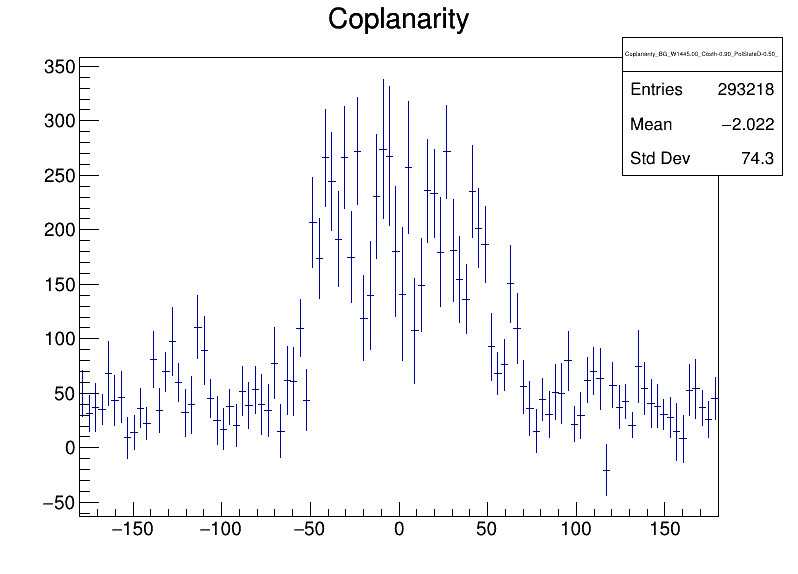 Coplanarity
Coplanarity_BG_W1445.00_Costh-0.90_PolStateD-0.50_
Entries 293218
Mean −2.022
Std Dev 74.3
350
300
250
200
150
100
50
0
−50
−150 −100 −50 0 50 100 150